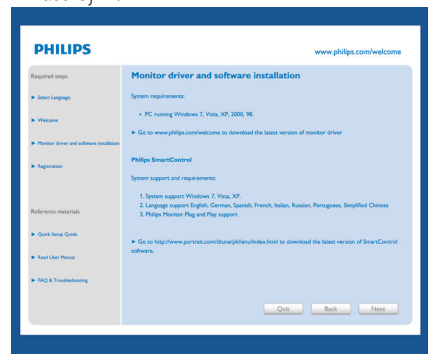 PHILIPS
www.philips.com/welcome
Required steps
Monitor driver and software installation
► Select Language:
System requirements:
• PC running Windows 7, Vista, XP, 2000, 98.
► Welcome
► Go to www.philips.com/welcome to download the latest version of monitor driver
► Monitor driver and software installation
Philips SmartControl
► Registration
System support and requirements:
1. System support Windows 7, Vista, XP.
2. Language support English, German, Spanish, French, Italian, Russian, Portuguese, Simplified Chinese
3. Philips Monitor Plug and Play support
Reference materials:
► Quick Setup Guide
► Go to http://www.portrait.com/dtune/phl/enu/index.html to download the latest version of SmartControl
software.
► Read User Manual
► FAQ & Troubleshooting
Quit
Back
Next